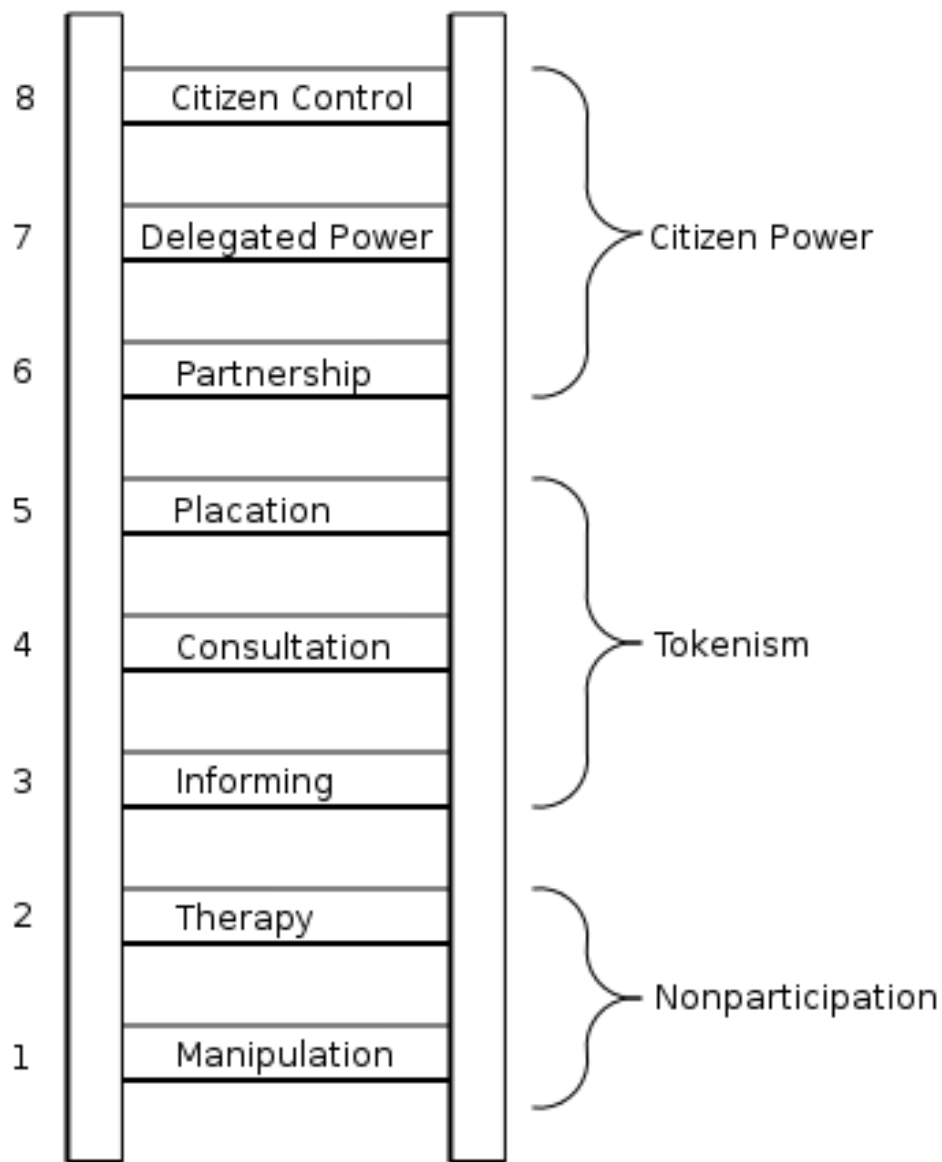 8 Citizen Control
7 Delegated Power
Citizen Power
6 Partnership
5 Placation
4 Consultation
Tokenism
3 Informing
2 Therapy
Nonparticipation
1 Manipulation